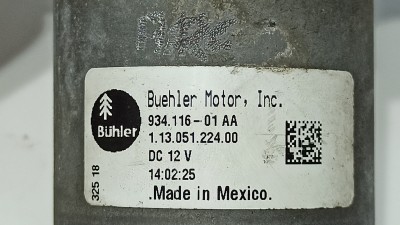 Bühler
Buehler Motor, Inc.
934.116-01 AA
1.13.051.224.00
DC 12 V
14:02:25
.Made in Mexico.
325 18